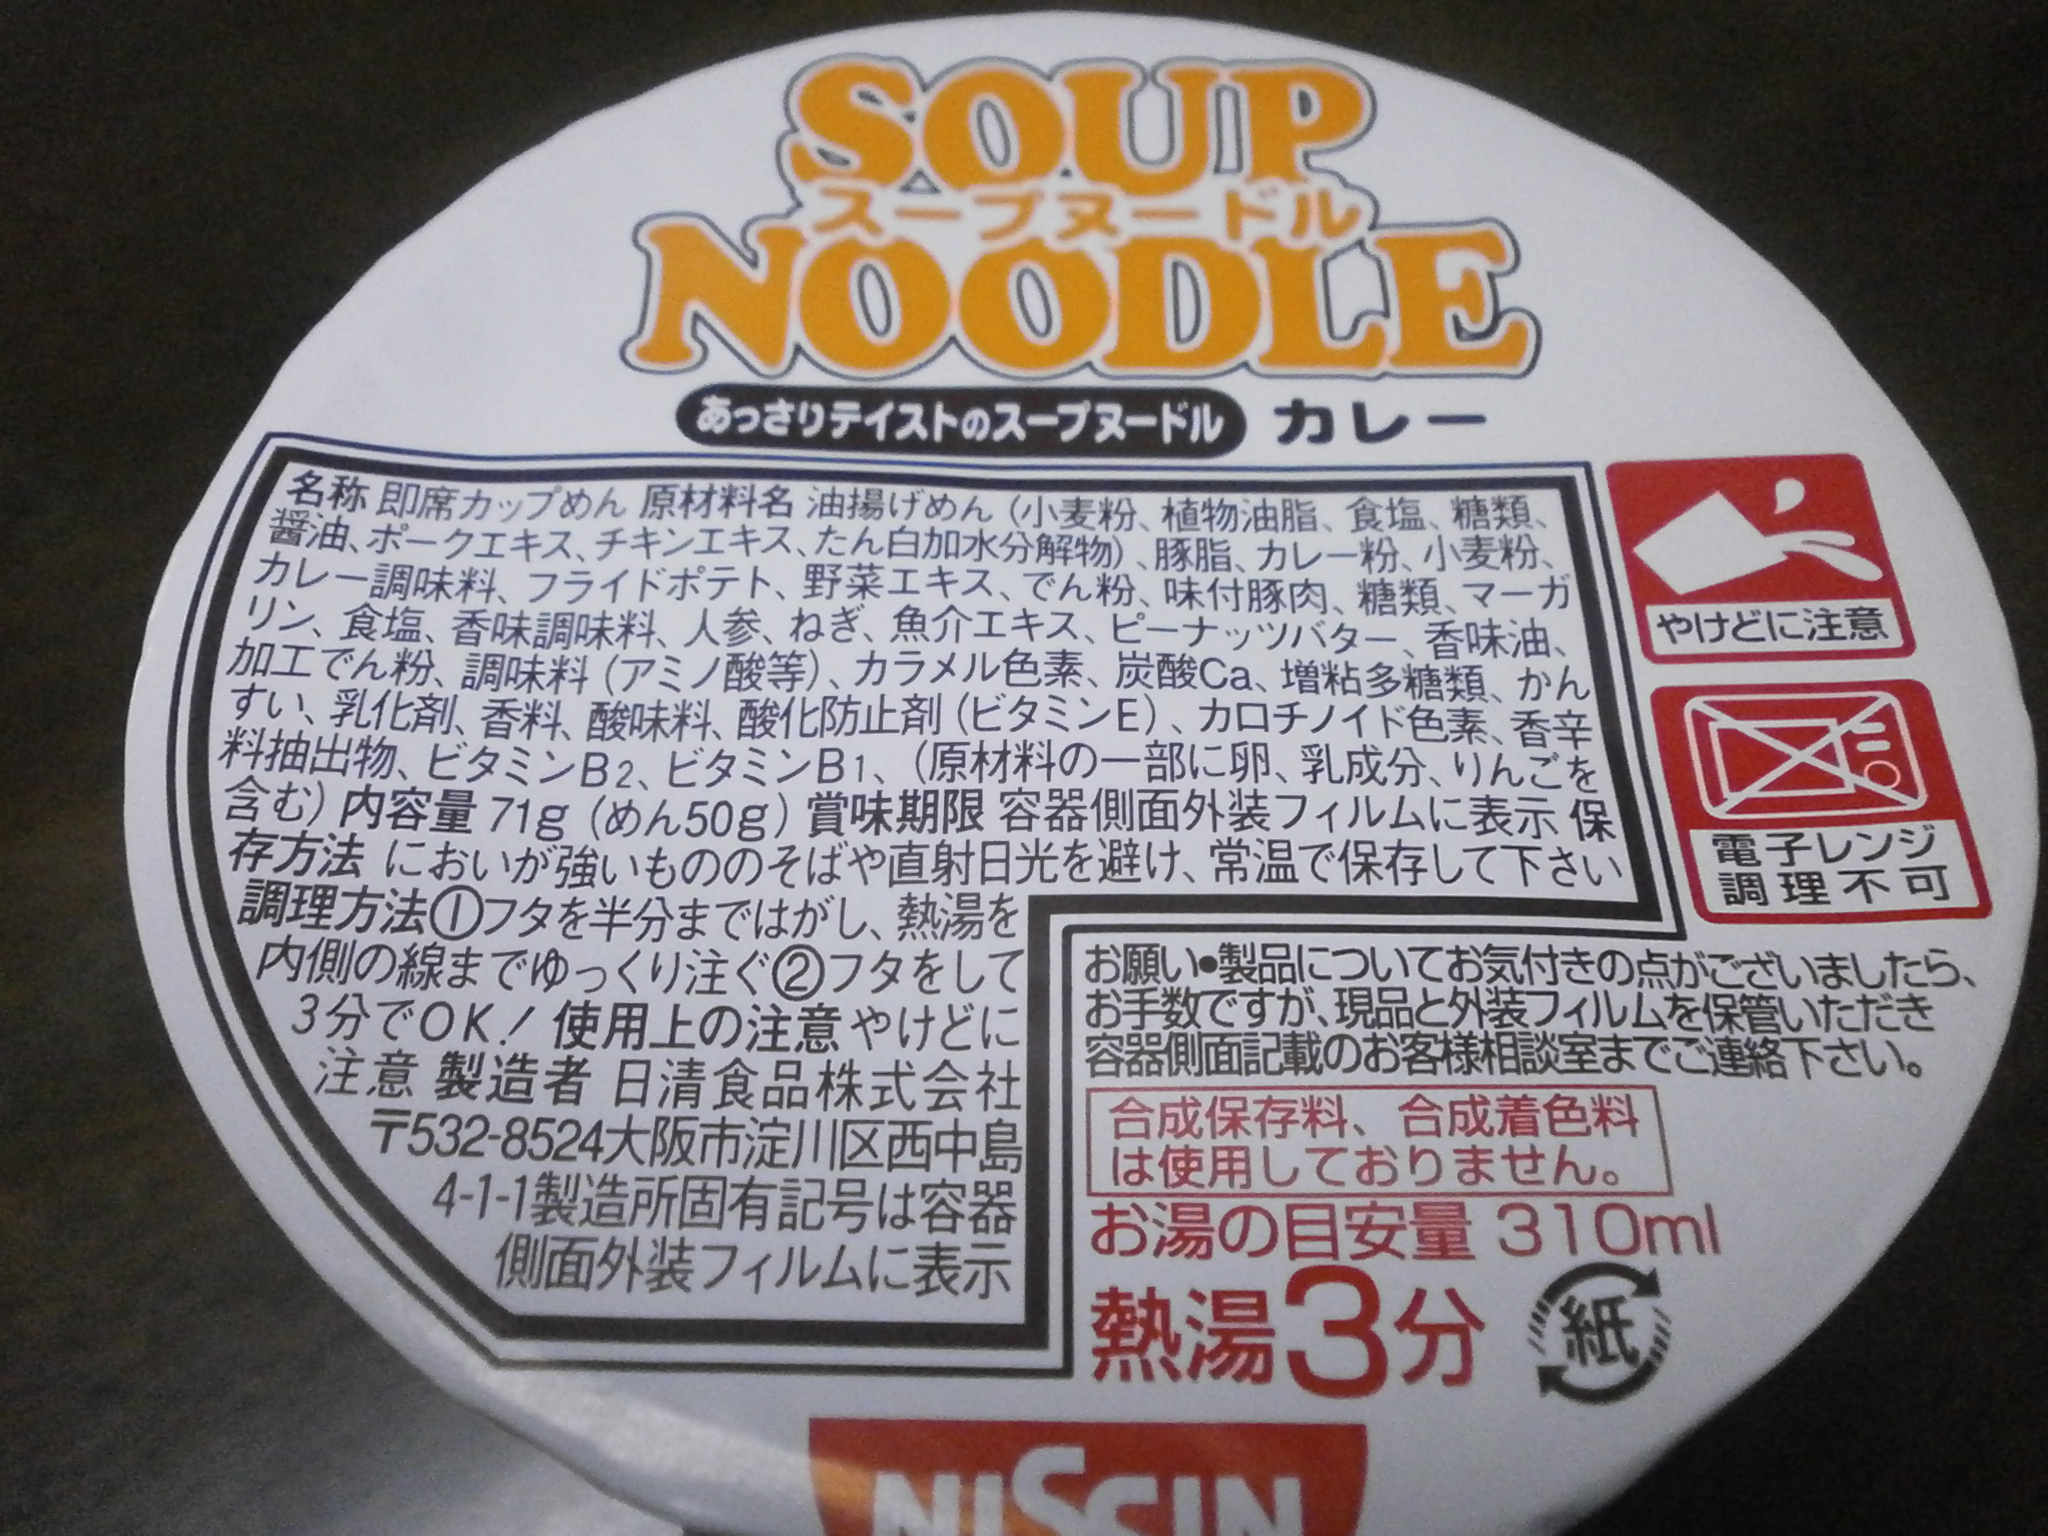 SOUP
スープヌードル
NOODLE
あっさりテイストのスープヌードル カレー
名称 即席カップめん 原材料名 油揚げめん（小麦粉、植物油脂、食塩、糖類、
醤油、ポークエキス、チキンエキス、たん白加水分解物）、豚脂、カレー粉、小麦粉、
カレー調味料、フライドポテト、野菜エキス、でん粉、味付豚肉、糖類、マーガ
リン、食塩、香味調味料、人参、ねぎ、魚介エキス、ピーナッツバター、香味油、
加工でん粉、調味料（アミノ酸等）、カラメル色素、炭酸Ca、増粘多糖類、かん
すい、乳化剤、香料、酸味料、酸化防止剤（ビタミンE）、カロチノイド色素、香辛
料抽出物、ビタミンB2、ビタミンB1、（原材料の一部に卵、乳成分、りんごを
含む）内容量 71g（めん50g）賞味期限 容器側面外装フィルムに表示 保
存方法 においが強いもののそばや直射日光を避け、常温で保存して下さい
調理方法①フタを半分まではがし、熱湯を
内側の線までゆっくり注ぐ②フタをして
3分でOK！使用上の注意 やけどに
注意 製造者 日清食品株式会社
〒532-8524大阪市淀川区西中島
4-1-1製造所固有記号は容器
側面外装フィルムに表示
やけどに注意
電子レンジ
調理不可
お願い●製品についてお気付きの点がございましたら、
お手数ですが、現品と外装フィルムを保管いただき
容器側面記載のお客様相談室までご連絡下さい。
合成保存料、合成着色料
は使用しておりません。
お湯の目安量 310ml
熱湯3分
紙
NISSIN